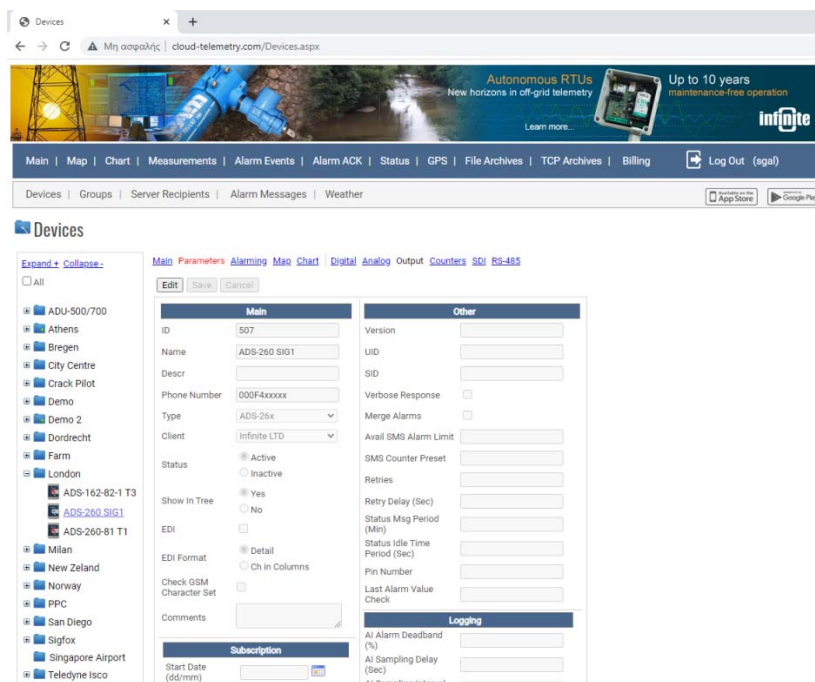 Devices
Μη ασφαλής | cloud-telemetry.com/Devices.aspx
Autonomous RTUs
New horizons in off-grid telemetry
Learn more...
Up to 10 years
maintenance-free operation
infinite
Main | Map | Chart | Measurements | Alarm Events | Alarm ACK | Status | GPS | File Archives | TCP Archives | Billing
Log Out (sgal)
Devices | Groups | Server Recipients | Alarm Messages | Weather
App Store
Devices
Expand + Collapse -
All
ADU-500/700
Athens
Bregen
City Centre
Crack Pilot
Demo
Demo 2
Dordrecht
Farm
London
ADS-162-82-1 T3
ADS-260 SIG1
ADS-260-81 T1
Milan
New Zeland
Norway
PPC
San Diego
Sigfox
Singapore Airport
Teledyne Isco
Main Parameters Alarming Map Chart | Digital Analog Output Counters SDI RS-485
Edit Save Cancel
Main
ID 507
Name ADS-260 SIG1
Descr
Phone Number 000F4xxxxx
Type ADS-26x
Client Infinite LTD
Status
Active
Inactive
Show In Tree
Yes
No
EDI
EDI Format
Detail
Ch in Columns
Check GSM
Character Set
Comments
Subscription
Start Date
(dd/mm)
Other
Version
UID
SID
Verbose Response
Merge Alarms
Avail SMS Alarm Limit
SMS Counter Preset
Retries
Retry Delay (Sec)
Status Msg Period
(Min)
Status Idle Time
Period (Sec)
Pin Number
Last Alarm Value
Check
Logging
AI Alarm Deadband
(%)
AI Sampling Delay
(Sec)